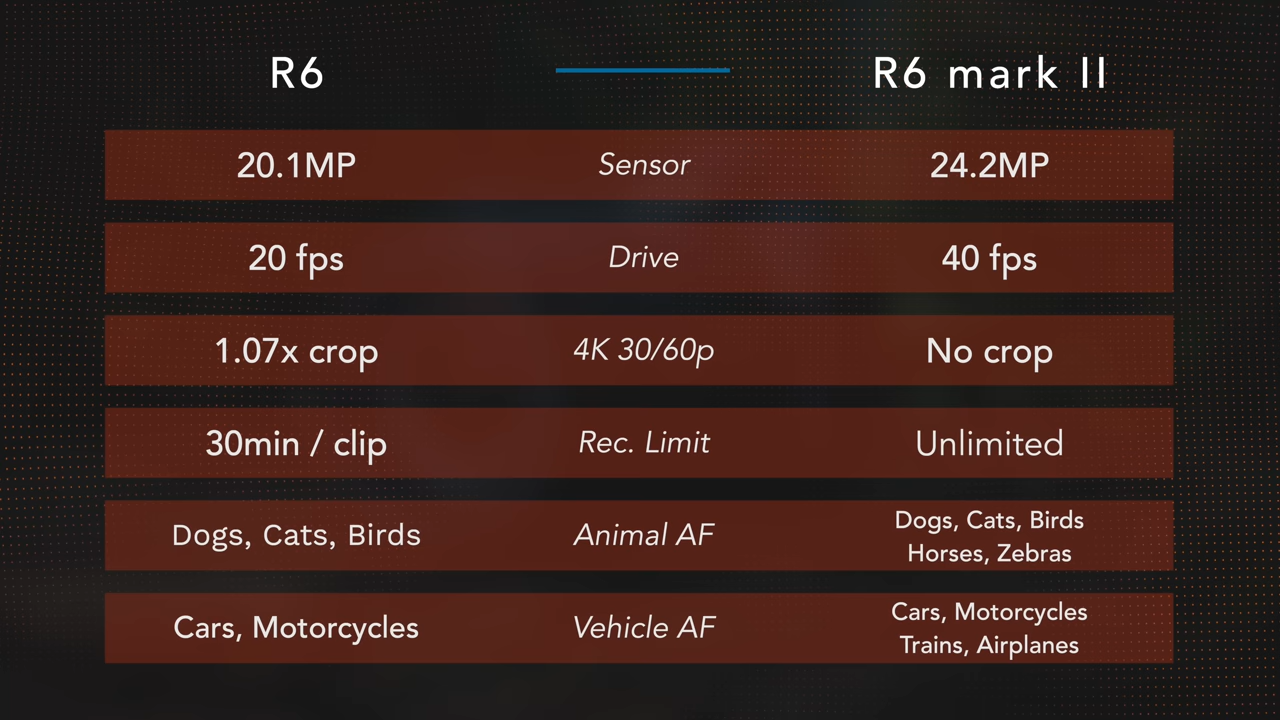 R6 R6 mark II
20.1MP Sensor 24.2MP
20 fps Drive 40 fps
1.07x crop 4K 30/60p No crop
30min / clip Rec. Limit Unlimited
Dogs, Cats, Birds Animal AF Dogs, Cats, Birds
Horses, Zebras
Cars, Motorcycles Vehicle AF Cars, Motorcycles
Trains, Airplanes